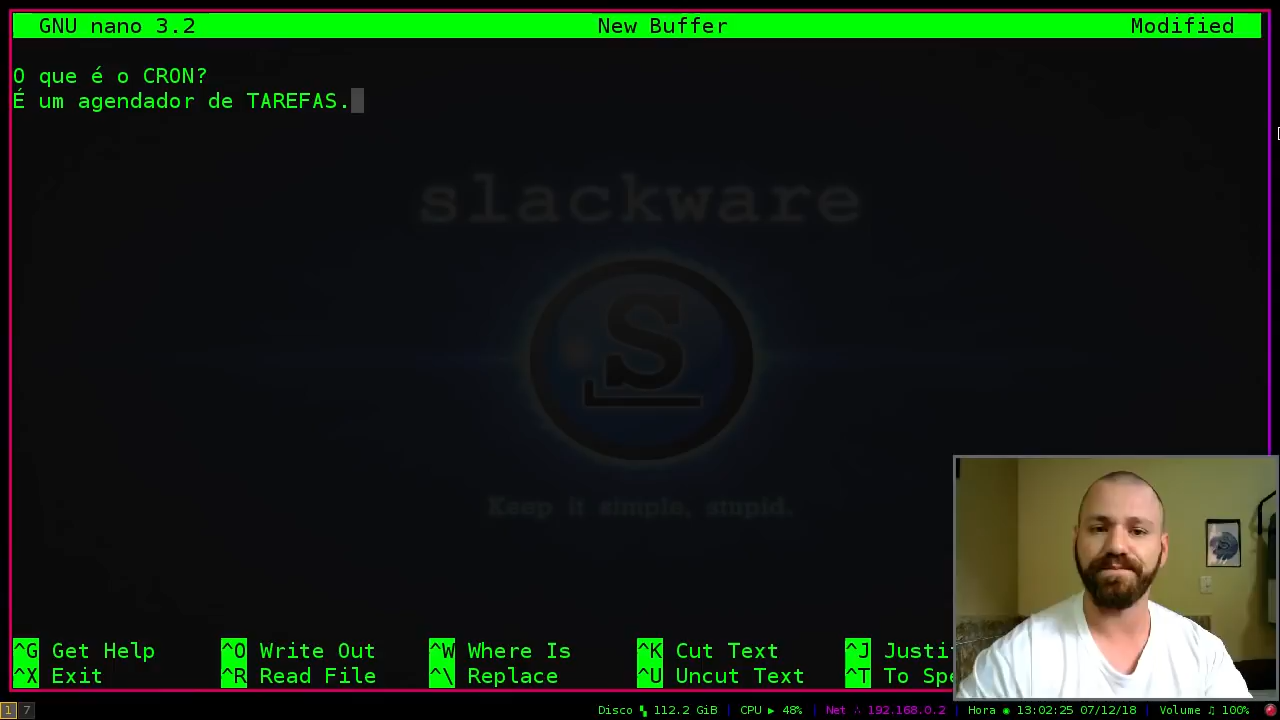 GNU nano 3.2 New Buffer Modified
O que é o CRON?
É um agendador de TAREFAS.
slackware
S
Keep it simple, stupid.
^G Get Help ^O Write Out ^W Where Is ^K Cut Text ^J Justi
^X Exit ^R Read File ^\ Replace ^U Uncut Text ^T To Spe
1 7 Disco 112.2 GiB | CPU ▶ 48% | Net ∴ 192.168.0.2 | Hora ◉ 13:02:25 07/12/18 | Volume ♫ 100%